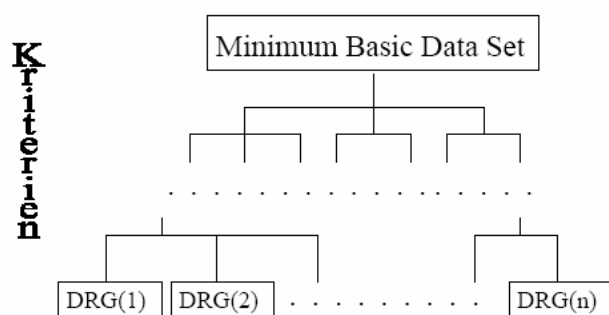 Kriterien
Minimum Basic Data Set
. . . . . . . . . . . . . . . . . . . .
DRG(1) DRG(2) . . . . . . . . . DRG(n)